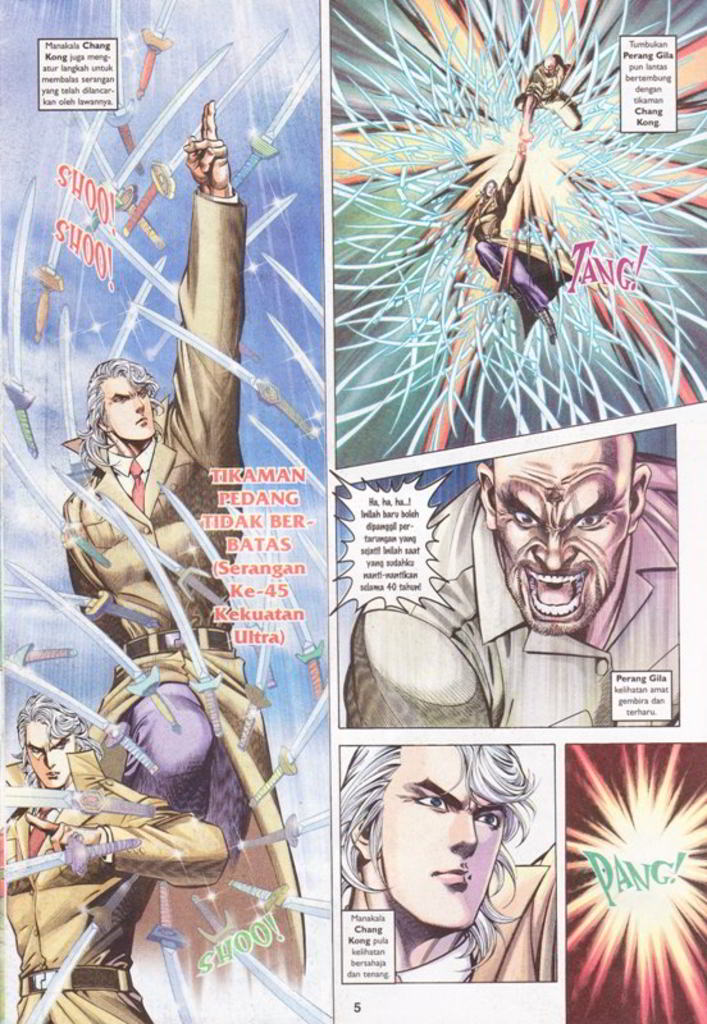 Manakala Chang
Kong juga meng-
atur langkah untuk
membalas serangan
yang telah dilancar-
kan oleh lawannya.
SHOO!
SHOO!
TIKAMAN
PEDANG
TIDAK BER-
BATAS
(Serangan
Ke-45
Kekuatan
Ultra)
SHOO!
Tumbukan
Perang Gila
pun lantas
bertembung
dengan
tikaman
Chang
Kong.
TANG!
Ha, ha, ha...!
Inilah baru boleh
dipanggil per-
tarungan yang
sejati! Inilah saat
yang sudahku
nanti-nantikan
selama 40 tahun!
Perang Gila
kelihatan amat
gembira dan
terharu.
Manakala
Chang
Kong pula
kelihatan
bersahaja
dan tenang.
PANG!
5